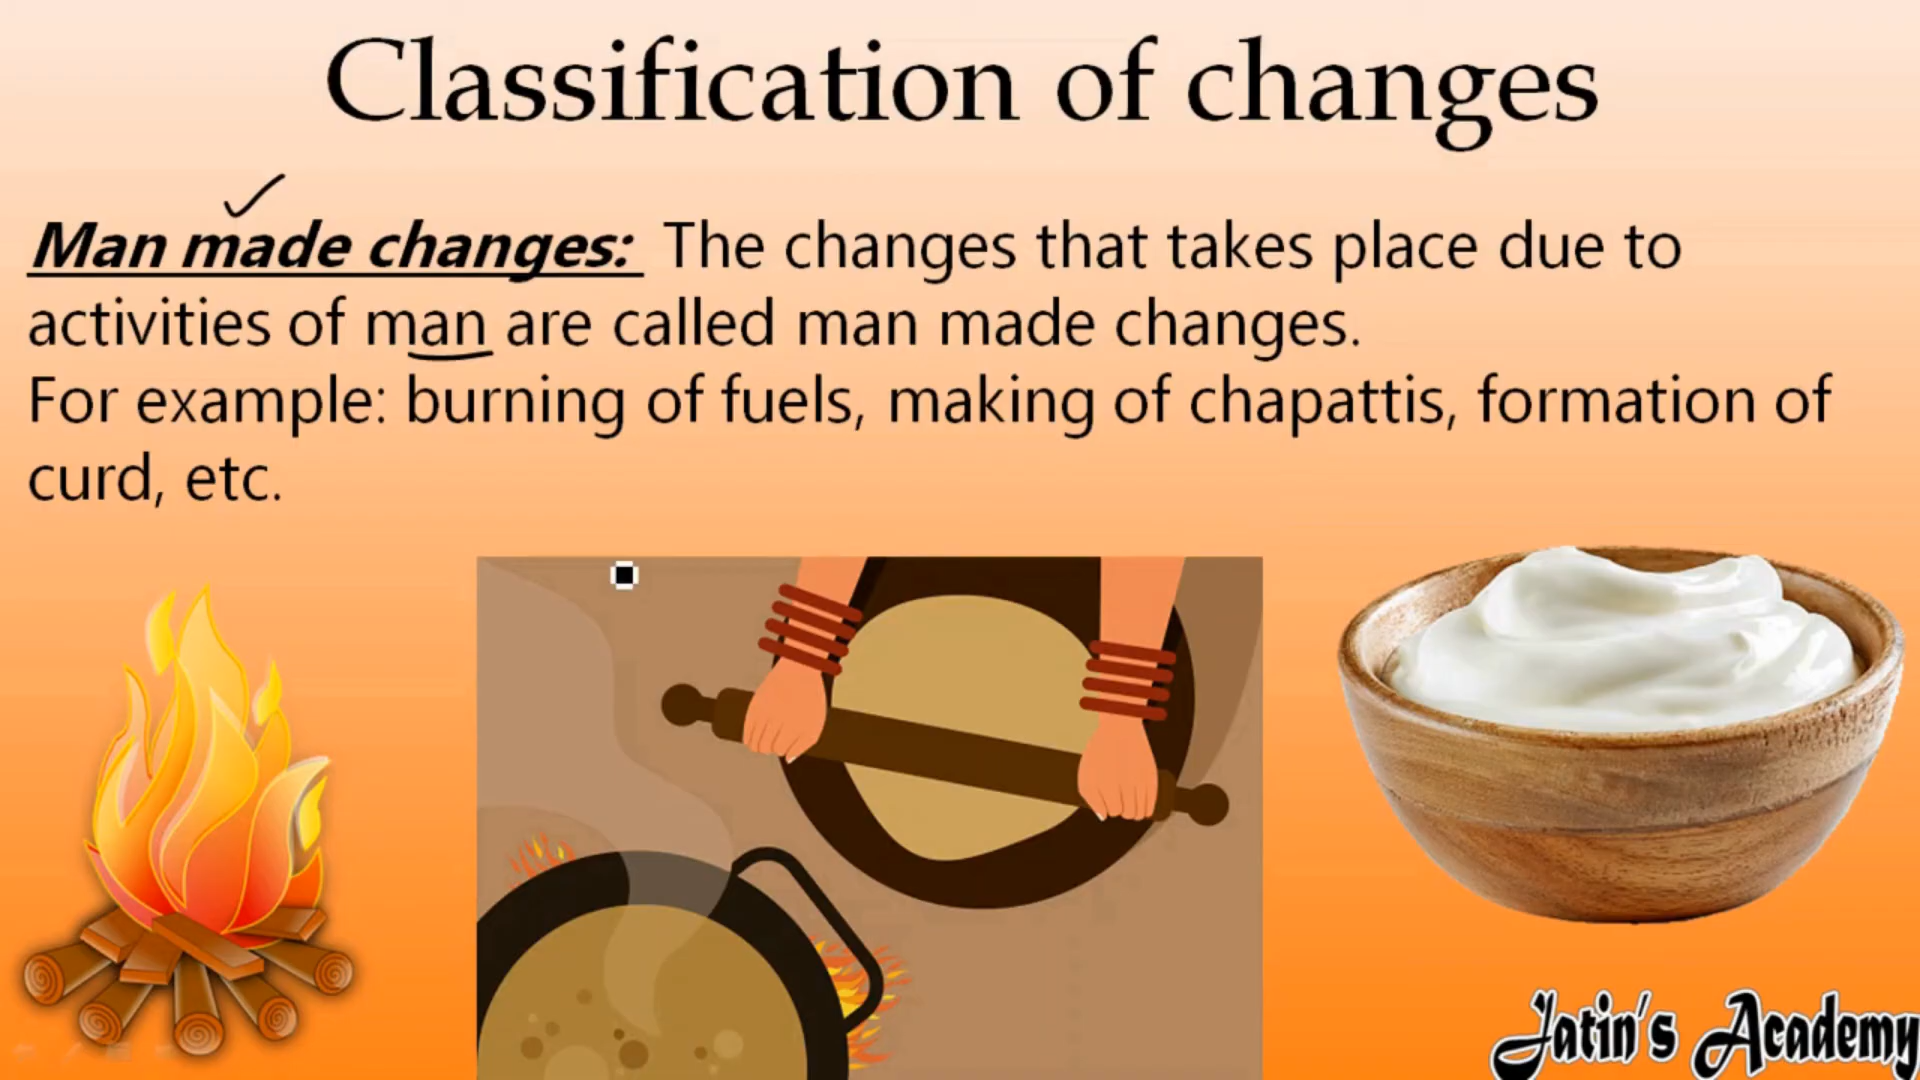 Classification of changes
Man made changes: The changes that takes place due to
activities of man are called man made changes.
For example: burning of fuels, making of chapattis, formation of
curd, etc.
Jatin's Academy